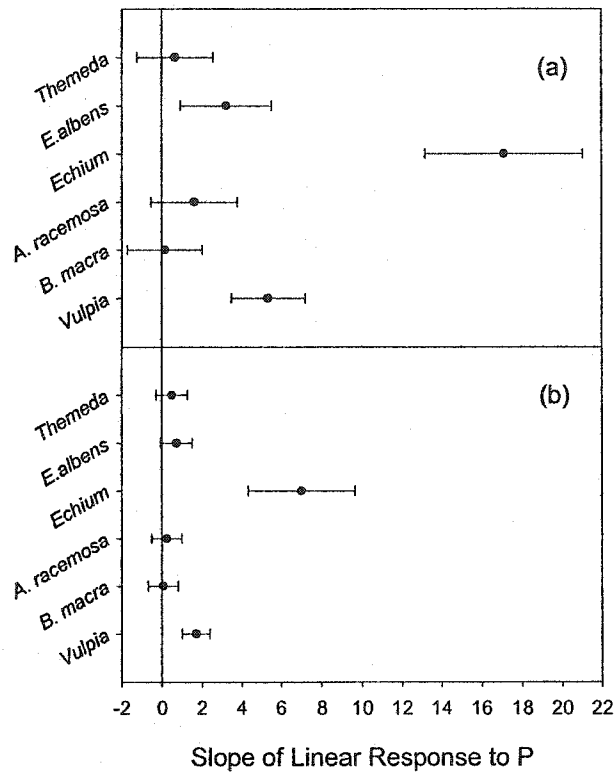 (a)
Themeda
E.albens
Echium
A. racemosa
B. macra
Vulpia
(b)
Themeda
E.albens
Echium
A. racemosa
B. macra
Vulpia
-2 0 2 4 6 8 10 12 14 16 18 20 22
Slope of Linear Response to P